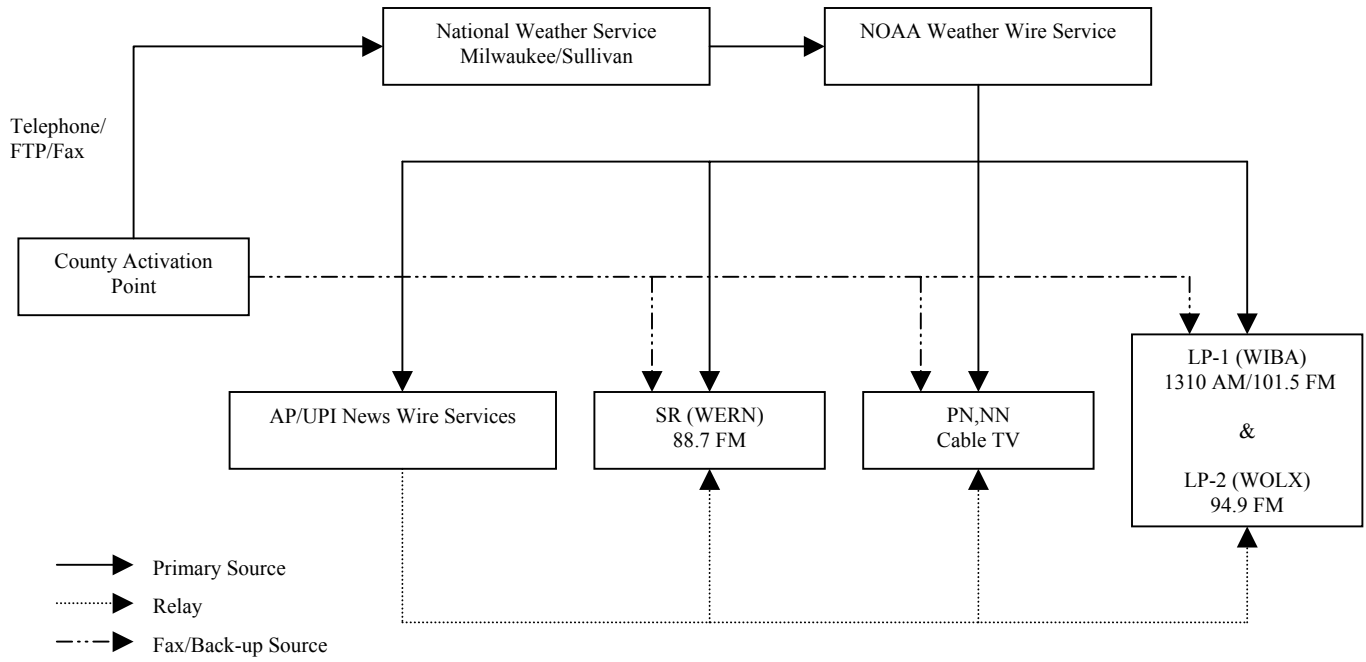 National Weather Service
Milwaukee/Sullivan
NOAA Weather Wire Service
Telephone/
FTP/Fax
County Activation
Point
AP/UPI News Wire Services
SR (WERN)
88.7 FM
PN,NN
Cable TV
LP-1 (WIBA)
1310 AM/101.5 FM
&
LP-2 (WOLX)
94.9 FM
Primary Source
Relay
Fax/Back-up Source